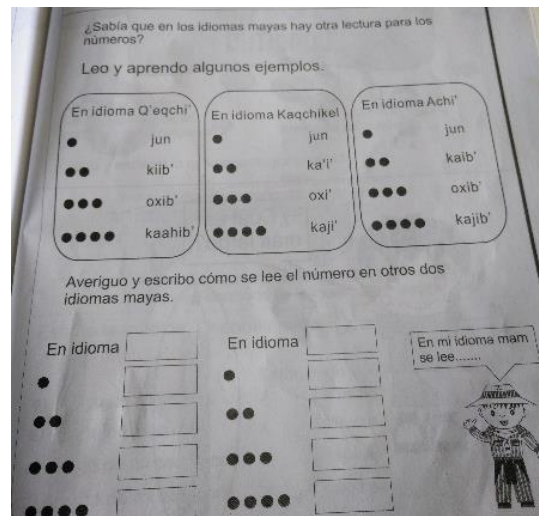 ¿Sabía que en los idiomas mayas hay otra lectura para los
números?
Leo y aprendo algunos ejemplos.
En idioma Q'eqchi'
jun
kiib'
oxib'
kaahib'
En idioma Kaqchikel
jun
ka'i'
oxi'
kaji'
En idioma Achi'
jun
kaib'
oxib'
kajib'
Averiguo y escribo cómo se lee el número en otros dos
idiomas mayas.
En idioma
En idioma
En mi idioma mam
se lee.......